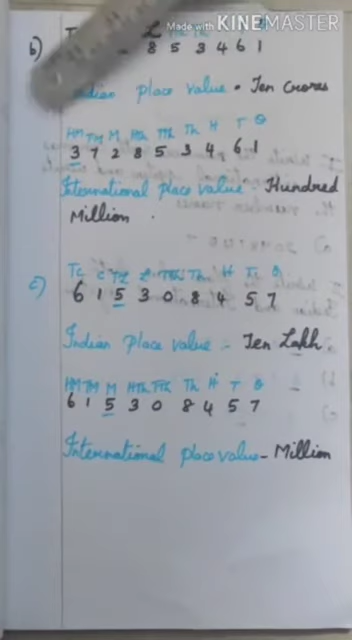 Made with KINEMASTER
b) L
8 5 3 4 6 1
Indian place value - Ten Crores
HM TM M HTh TTh Th H T O
3 7 2 8 5 3 4 6 1
International place value - Hundred
Million.
TC C TL L TTh Th H T O
c) 6 1 5 3 0 8 4 5 7
Indian place value - Ten Lakh.
HM TM M HTh TTh Th H T O
6 1 5 3 0 8 4 5 7
International place value - Million